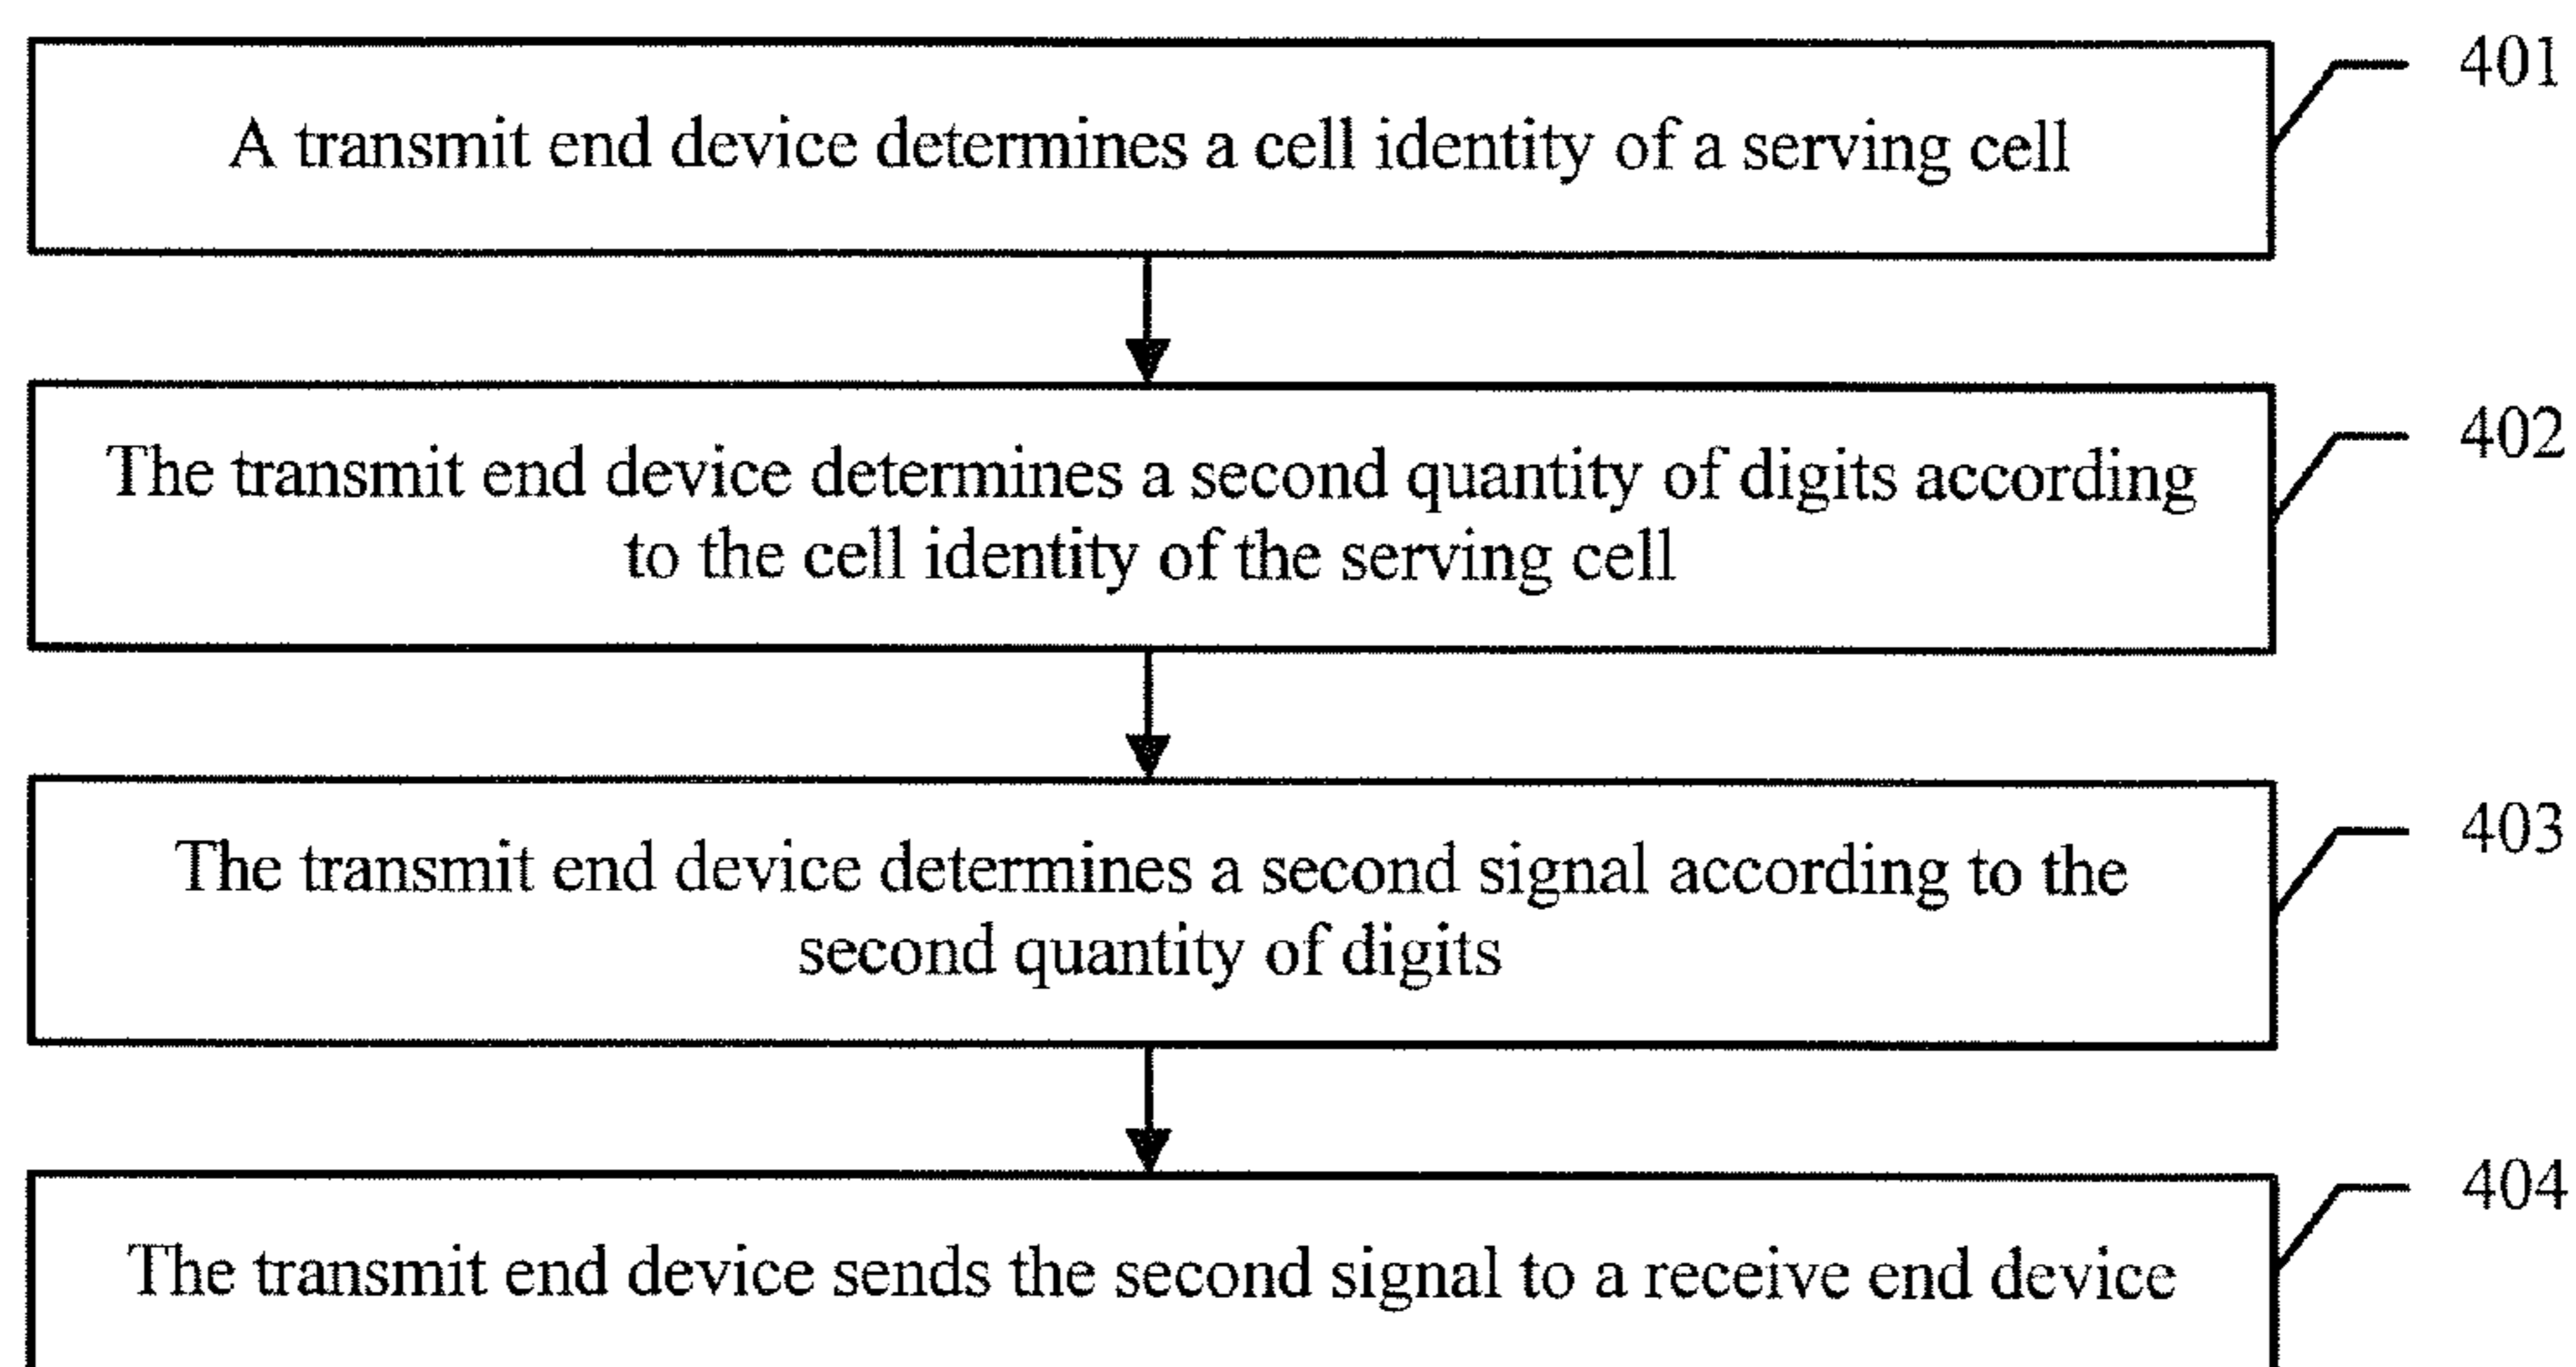 401
A transmit end device determines a cell identity of a serving cell
402
The transmit end device determines a second quantity of digits according
to the cell identity of the serving cell
403
The transmit end device determines a second signal according to the
second quantity of digits
404
The transmit end device sends the second signal to a receive end device